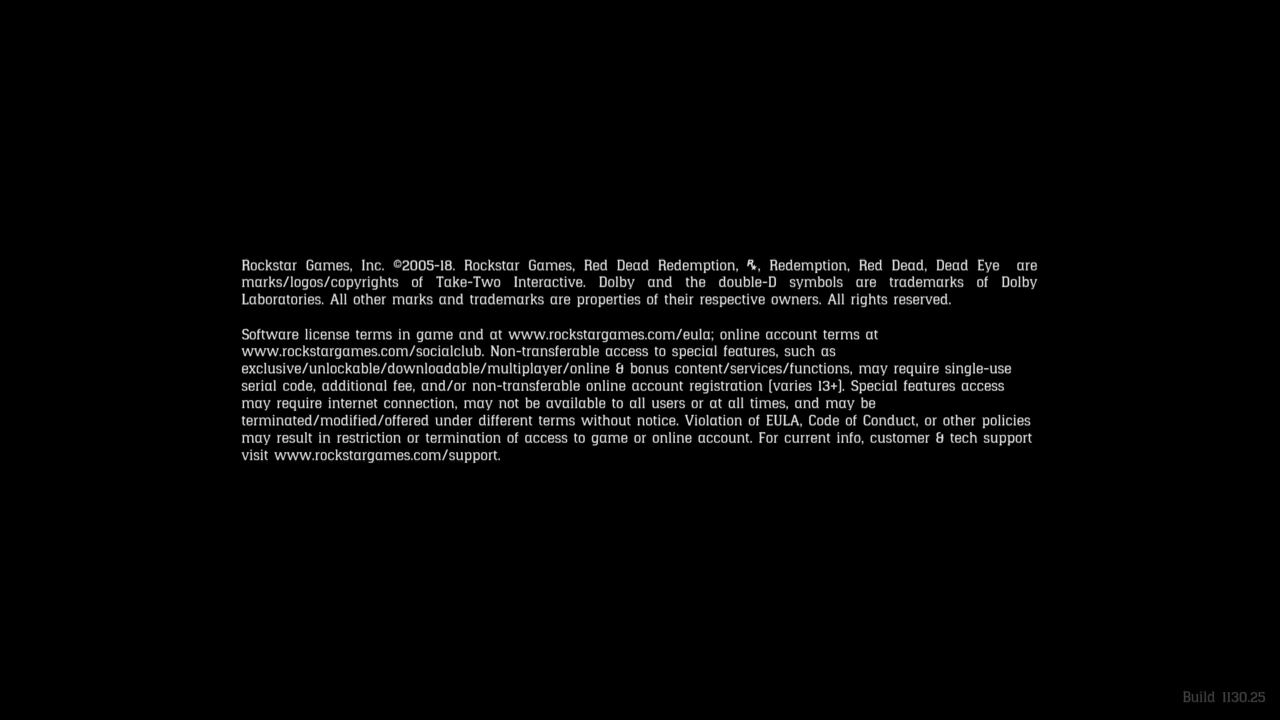 Rockstar Games, Inc. ©2005-18. Rockstar Games, Red Dead Redemption, , Redemption, Red Dead, Dead Eye are
marks/logos/copyrights of Take-Two Interactive. Dolby and the double-D symbols are trademarks of Dolby
Laboratories. All other marks and trademarks are properties of their respective owners. All rights reserved.
Software license terms in game and at www.rockstargames.com/eula; online account terms at
www.rockstargames.com/socialclub. Non-transferable access to special features, such as
exclusive/unlockable/downloadable/multiplayer/online & bonus content/services/functions, may require single-use
serial code, additional fee, and/or non-transferable online account registration (varies 13+). Special features access
may require internet connection, may not be available to all users or at all times, and may be
terminated/modified/offered under different terms without notice. Violation of EULA, Code of Conduct, or other policies
may result in restriction or termination of access to game or online account. For current info, customer & tech support
visit www.rockstargames.com/support.
Build 1130.25